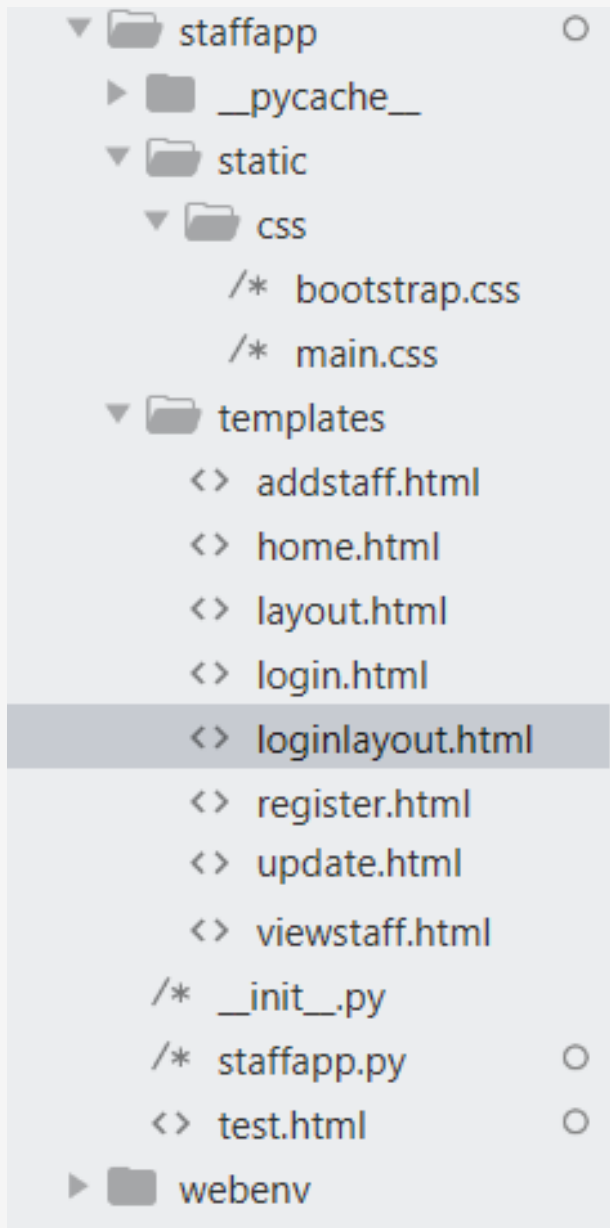 staffapp
__pycache__
static
css
/* bootstrap.css
/* main.css
templates
<> addstaff.html
<> home.html
<> layout.html
<> login.html
<> loginlayout.html
<> register.html
<> update.html
<> viewstaff.html
/* __init__.py
/* staffapp.py
<> test.html
webenv